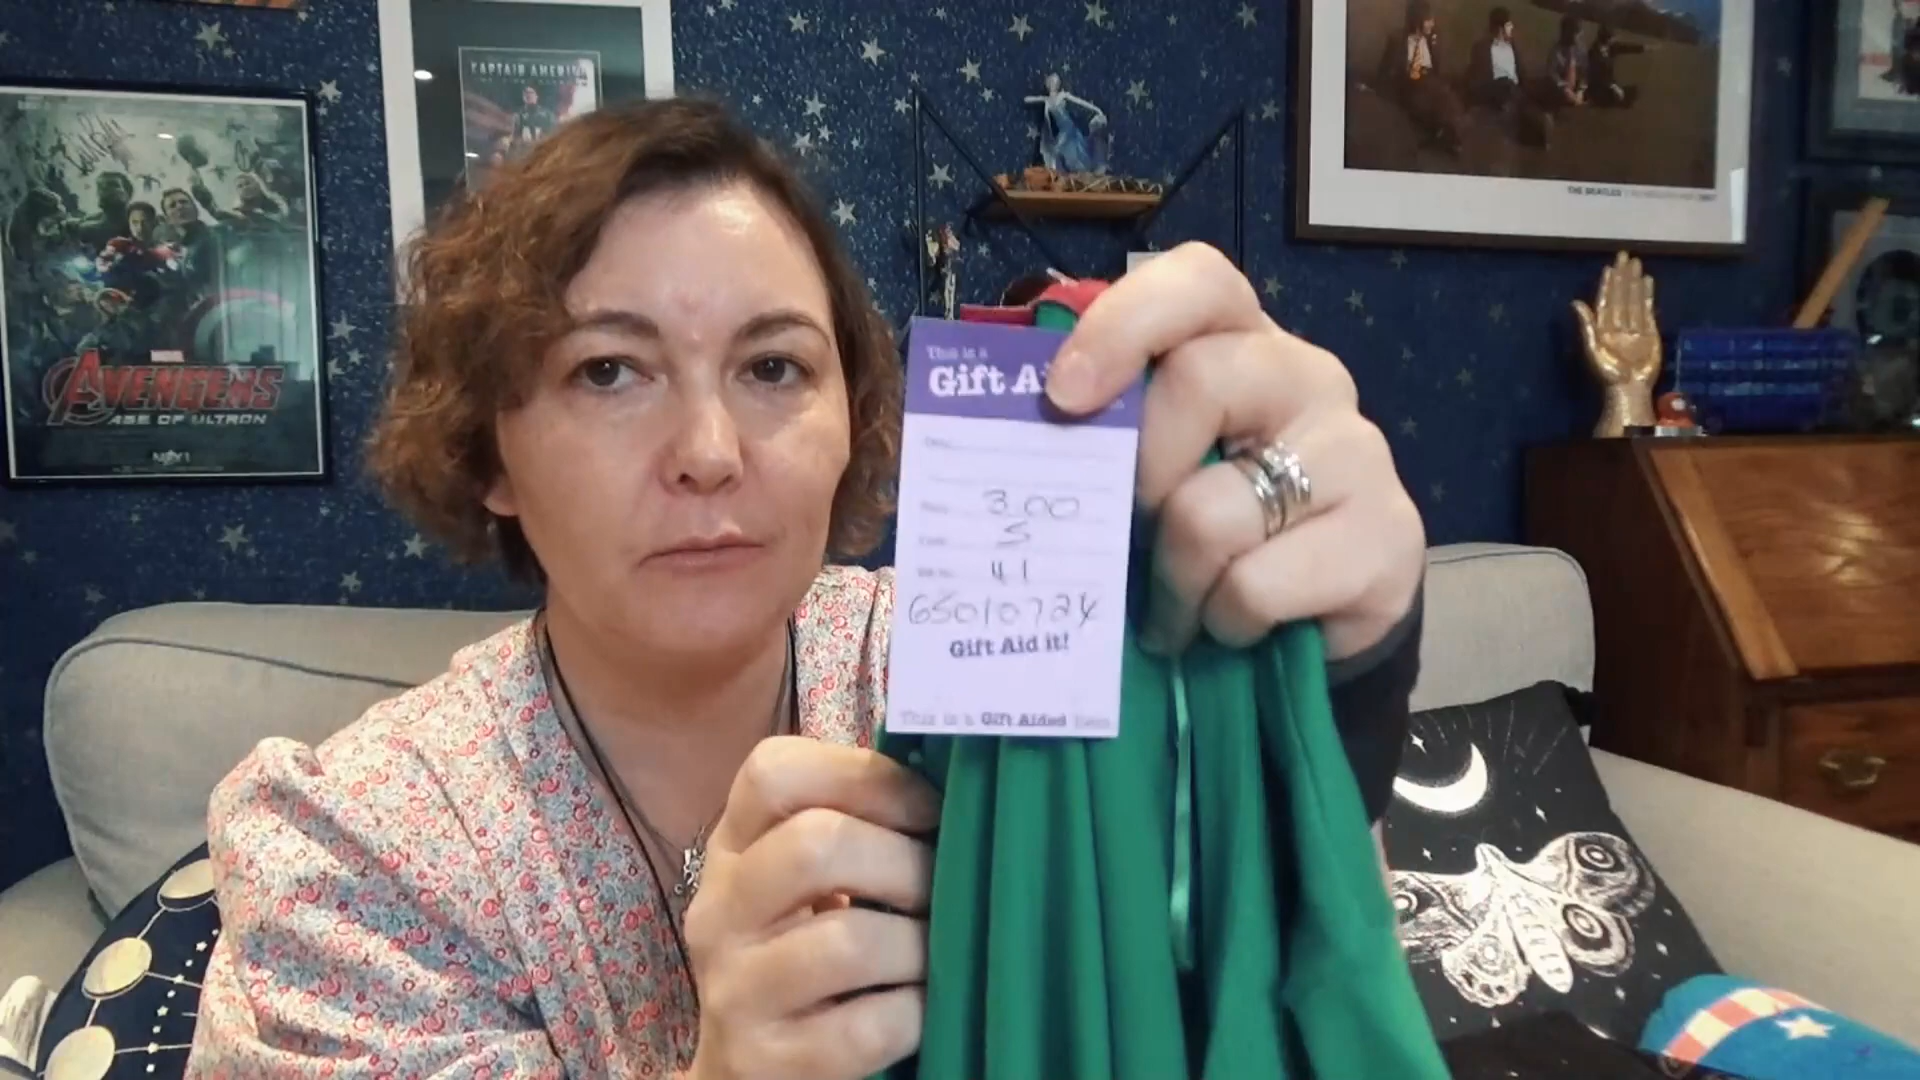 CAPTAIN AMERICA
MARVEL
AVENGERS
AGE OF ULTRON
THE BEATLES
This is a
Gift Ai
3.00
S
41
65010724
Gift Aid it!
This is a Gift Aided Item